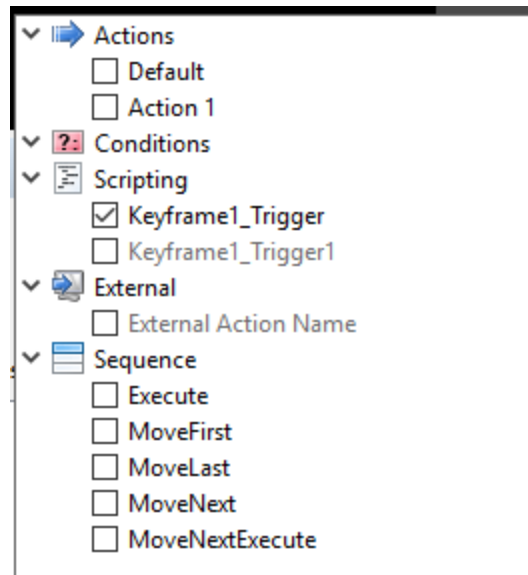 Actions
Default
Action 1
?: Conditions
Scripting
Keyframe1_Trigger
Keyframe1_Trigger1
External
External Action Name
Sequence
Execute
MoveFirst
MoveLast
MoveNext
MoveNextExecute